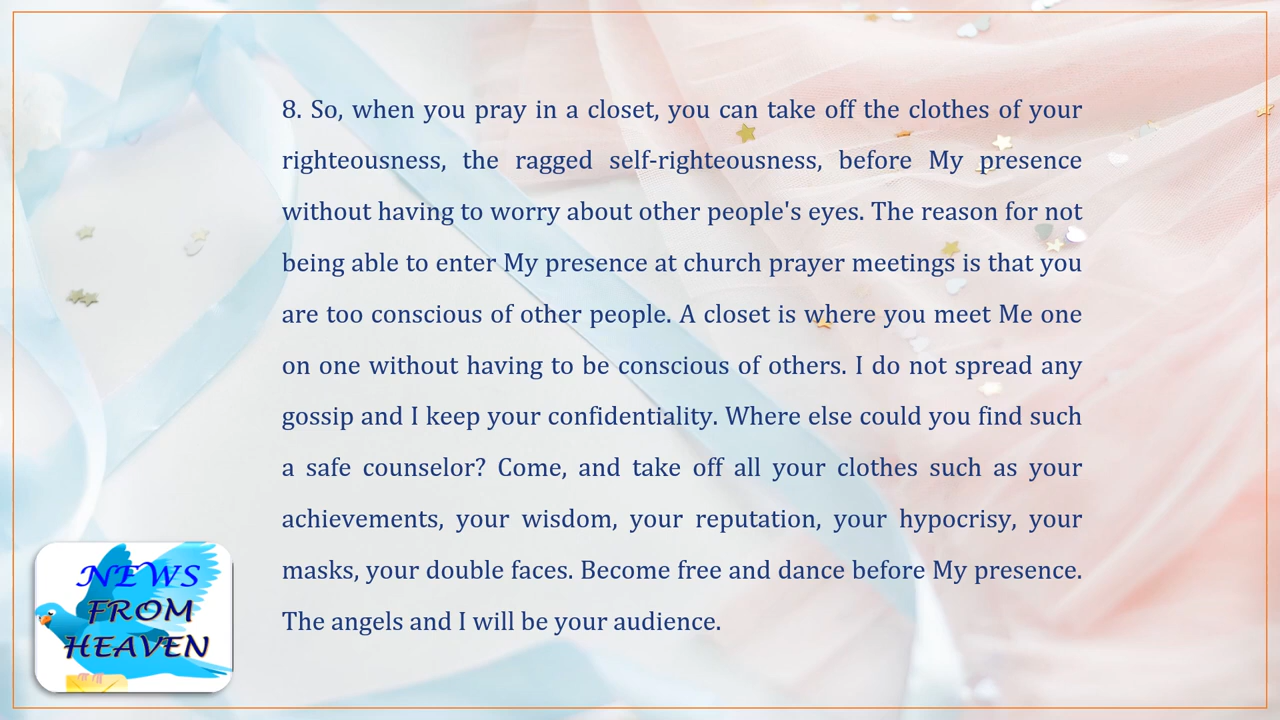 8. So, when you pray in a closet, you can take off the clothes of your
righteousness, the ragged self-righteousness, before My presence
without having to worry about other people's eyes. The reason for not
being able to enter My presence at church prayer meetings is that you
are too conscious of other people. A closet is where you meet Me one
on one without having to be conscious of others. I do not spread any
gossip and I keep your confidentiality. Where else could you find such
a safe counselor? Come, and take off all your clothes such as your
achievements, your wisdom, your reputation, your hypocrisy, your
masks, your double faces. Become free and dance before My presence.
The angels and I will be your audience.
NEWS
FROM
HEAVEN